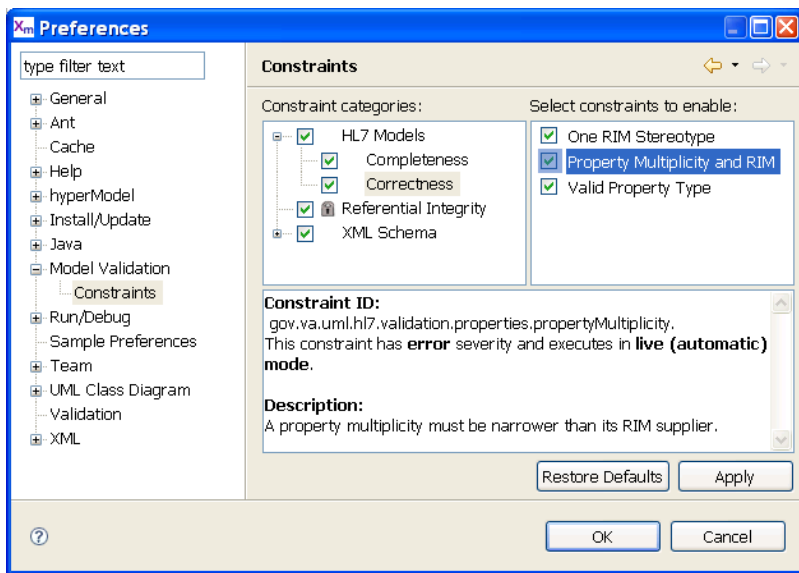 Xm Preferences
type filter text
General
Ant
Cache
Help
hyperModel
Install/Update
Java
Model Validation
Constraints
Run/Debug
Sample Preferences
Team
UML Class Diagram
Validation
XML
Constraints
Constraint categories:
HL7 Models
Completeness
Correctness
Referential Integrity
XML Schema
Select constraints to enable:
One RIM Stereotype
Property Multiplicity and RIM
Valid Property Type
Constraint ID:
gov.va.uml.hl7.validation.properties.propertyMultiplicity.
This constraint has error severity and executes in live (automatic)
mode.
Description:
A property multiplicity must be narrower than its RIM supplier.
Restore Defaults
Apply
?
OK
Cancel